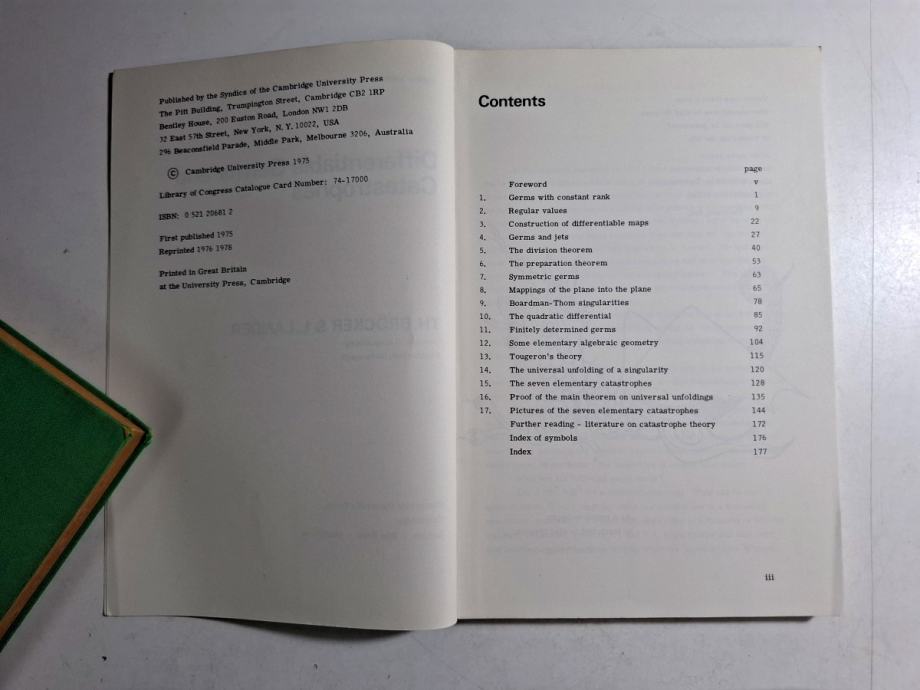 Published by the Syndics of the Cambridge University Press
The Pitt Building, Trumpington Street, Cambridge CB2 1RP
Bentley House, 200 Euston Road, London NW1 2DB
32 East 57th Street, New York, N.Y. 10022, USA
296 Beaconsfield Parade, Middle Park, Melbourne 3206, Australia
© Cambridge University Press 1975
Library of Congress Catalogue Card Number: 74-17000
ISBN: 0 521 20681 2
First published 1975
Reprinted 1976 1978
Printed in Great Britain
at the University Press, Cambridge
Contents
page
Foreword v
1. Germs with constant rank 1
2. Regular values 9
3. Construction of differentiable maps 22
4. Germs and jets 27
5. The division theorem 40
6. The preparation theorem 53
7. Symmetric germs 63
8. Mappings of the plane into the plane 65
9. Boardman-Thom singularities 78
10. The quadratic differential 85
11. Finitely determined germs 92
12. Some elementary algebraic geometry 104
13. Tougeron's theory 115
14. The universal unfolding of a singularity 120
15. The seven elementary catastrophes 128
16. Proof of the main theorem on universal unfoldings 135
17. Pictures of the seven elementary catastrophes 144
Further reading - literature on catastrophe theory 172
Index of symbols 176
Index 177
iii